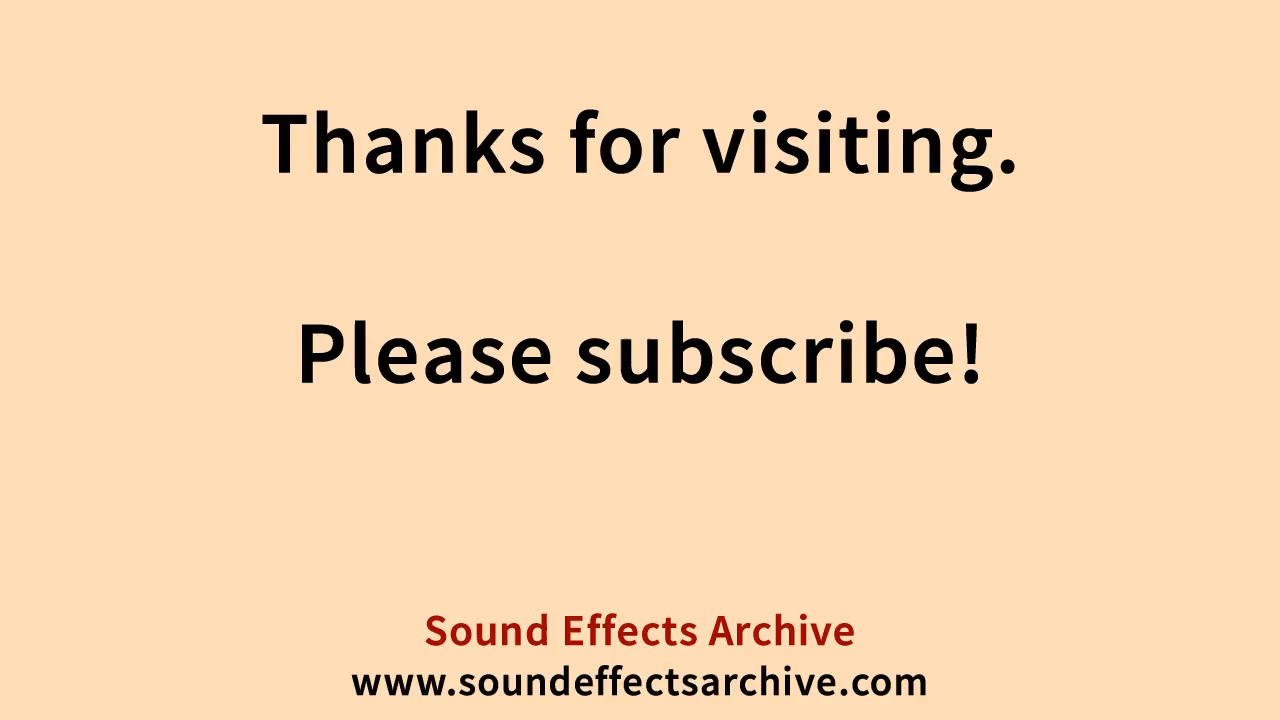 Thanks for visiting.
Please subscribe!
Sound Effects Archive
www.soundeffectsarchive.com